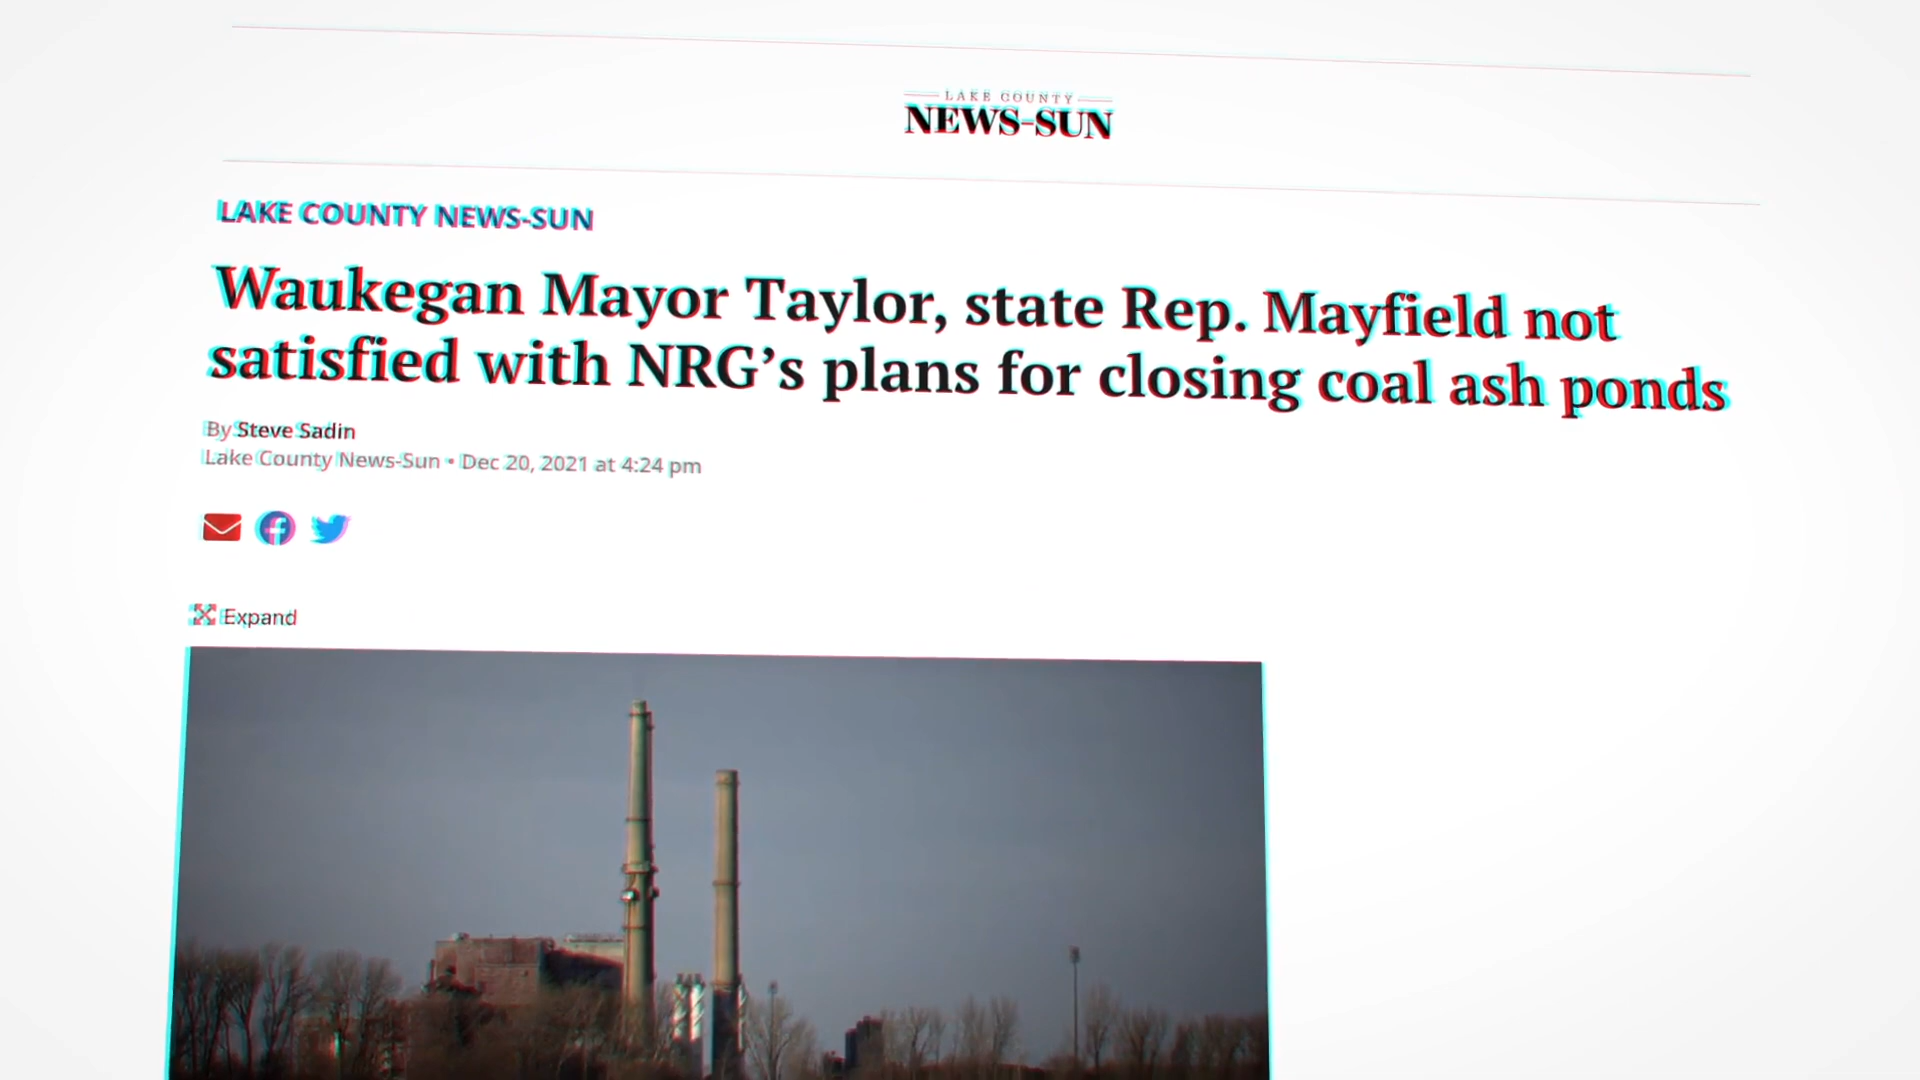 LAKE COUNTY
NEWS-SUN
LAKE COUNTY NEWS-SUN
Waukegan Mayor Taylor, state Rep. Mayfield not
satisfied with NRG’s plans for closing coal ash ponds
By Steve Sadin
Lake County News-Sun • Dec 20, 2021 at 4:24 pm
Expand